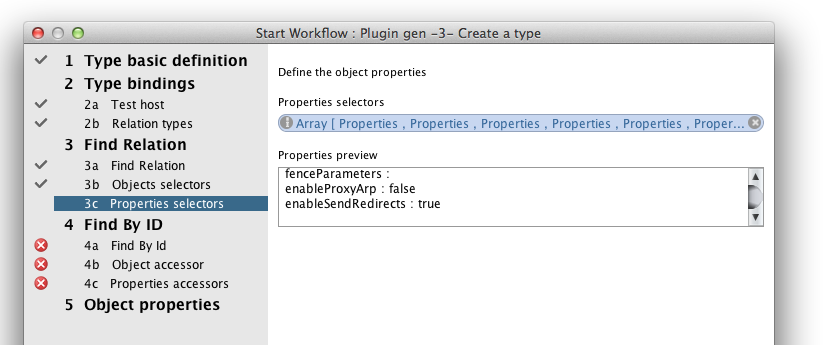 Start Workflow : Plugin gen -3- Create a type
1 Type basic definition
2 Type bindings
2a Test host
2b Relation types
3 Find Relation
3a Find Relation
3b Objects selectors
3c Properties selectors
4 Find By ID
4a Find By Id
4b Object accessor
4c Properties accessors
5 Object properties
Define the object properties
Properties selectors
Array [ Properties , Properties , Properties , Properties , Properties , Proper...
Properties preview
fenceParameters :
enableProxyArp : false
enableSendRedirects : true